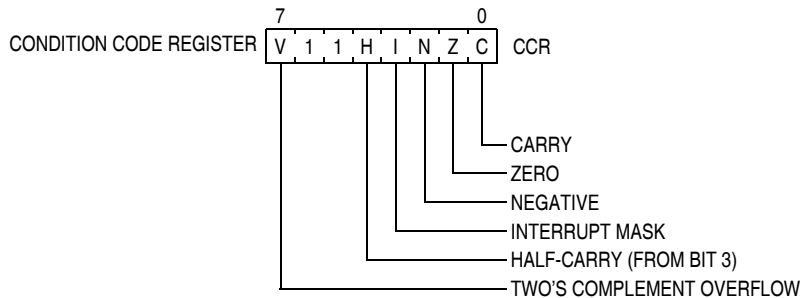 7 0
CONDITION CODE REGISTER V 1 1 H I N Z C CCR
CARRY
ZERO
NEGATIVE
INTERRUPT MASK
HALF-CARRY (FROM BIT 3)
TWO'S COMPLEMENT OVERFLOW